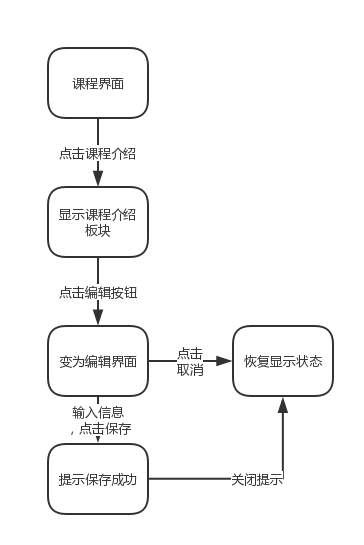 课程界面
点击课程介绍
显示课程介绍
板块
点击编辑按钮
变为编辑界面
点击
取消
恢复显示状态
输入信息
，点击保存
提示保存成功
关闭提示